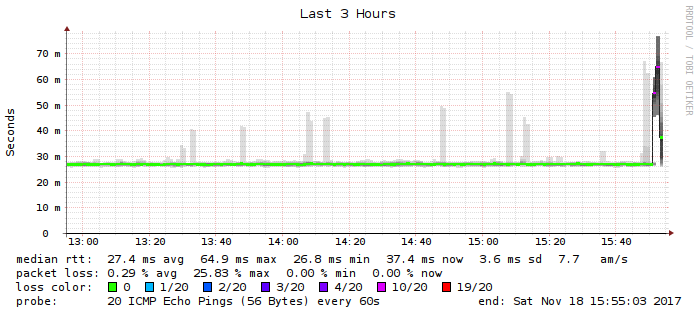 Last 3 Hours
RRDTOOL / TOBI OETIKER
Seconds
70 m
60 m
50 m
40 m
30 m
20 m
10 m
0
13:00 13:20 13:40 14:00 14:20 14:40 15:00 15:20 15:40
median rtt: 27.4 ms avg 64.9 ms max 26.8 ms min 37.4 ms now 3.6 ms sd 7.7 am/s
packet loss: 0.29 % avg 25.83 % max 0.00 % min 0.00 % now
loss color: 0 1/20 2/20 3/20 4/20 10/20 19/20
probe: 20 ICMP Echo Pings (56 Bytes) every 60s end: Sat Nov 18 15:55:03 2017